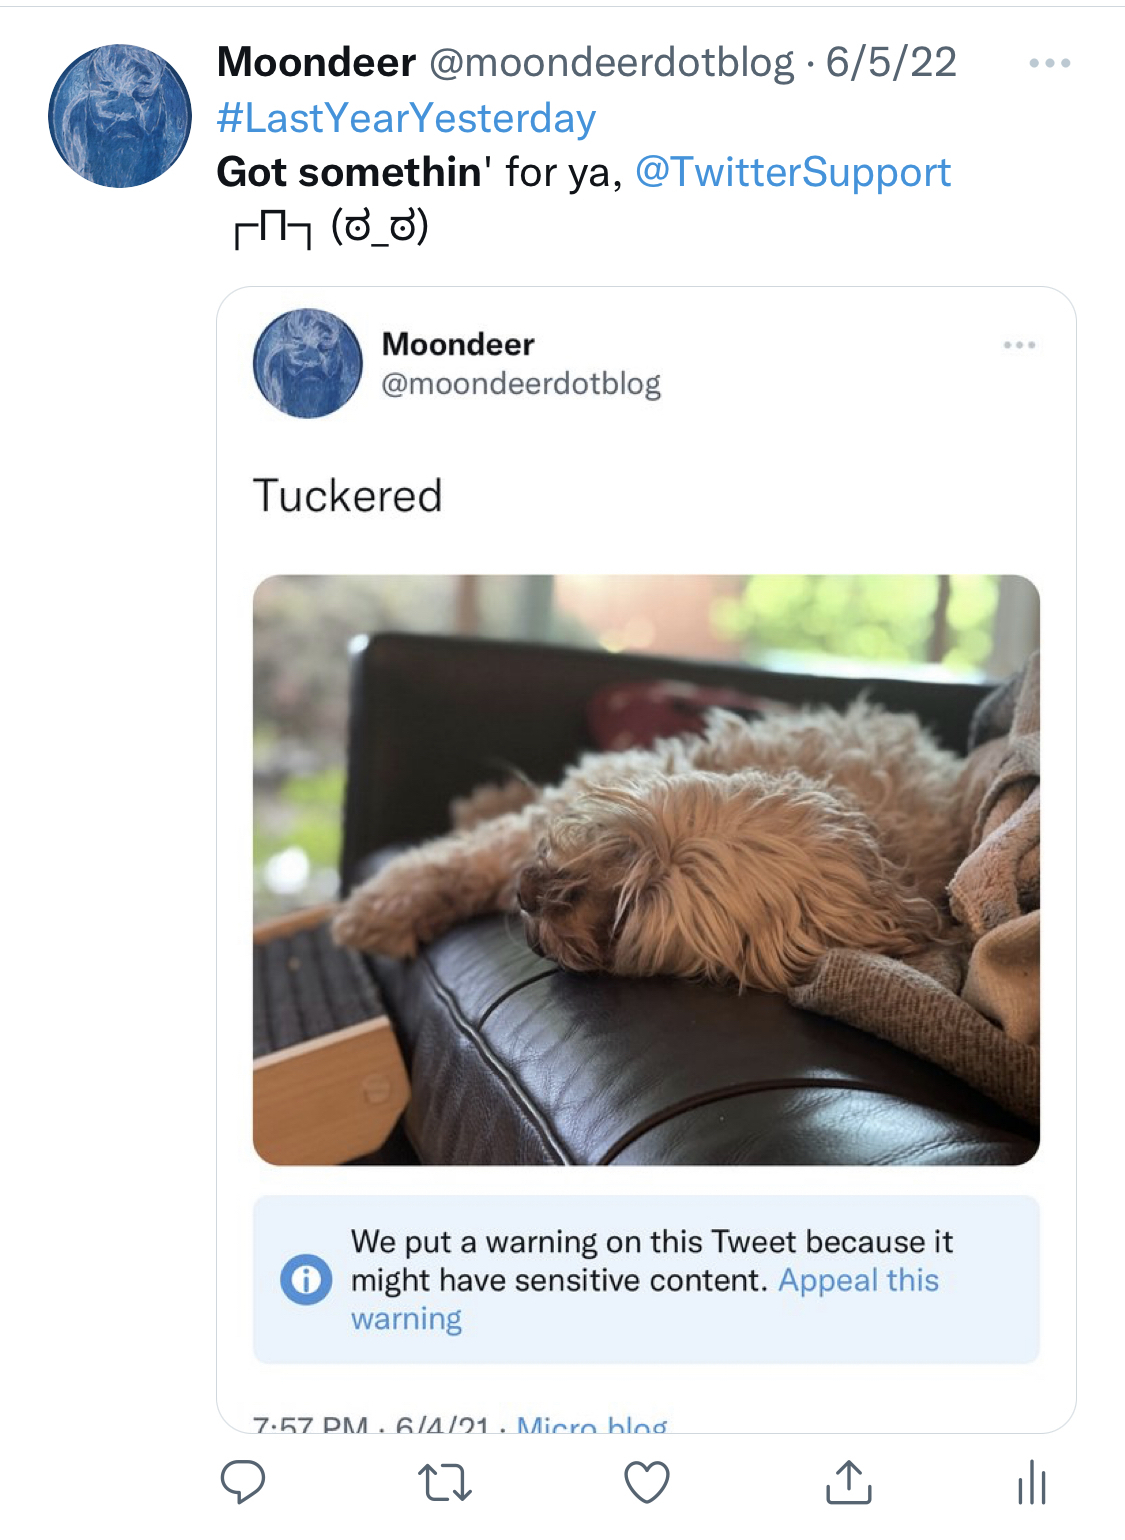 Moondeer @moondeerdotblog · 6/5/22
#LastYearYesterday
Got somethin' for ya, @TwitterSupport
┌П┐ (ಠ_ಠ)
Moondeer
@moondeerdotblog
Tuckered
We put a warning on this Tweet because it
might have sensitive content. Appeal this
warning
7:57 PM · 6/4/21 · Micro.blog